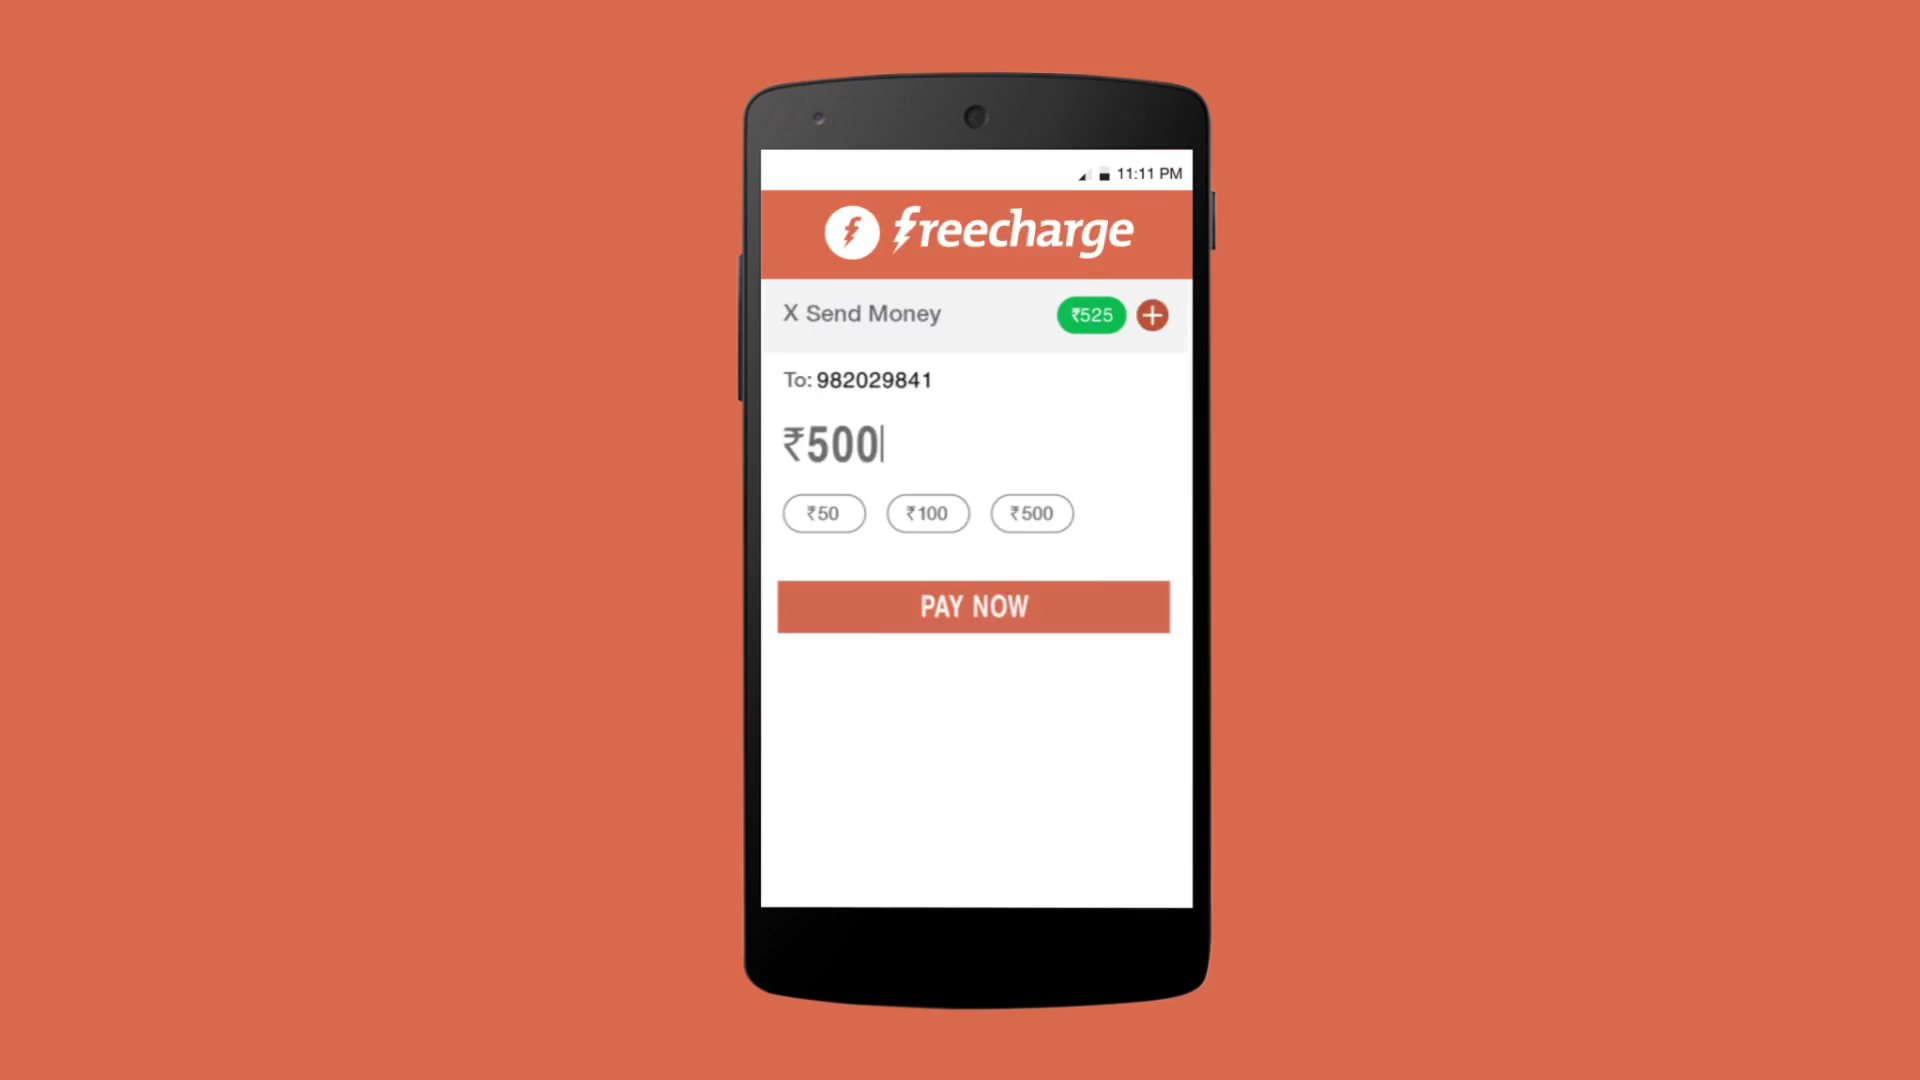 11:11 PM
freecharge
X Send Money ₹525 +
To: 982029841
₹500
₹50 ₹100 ₹500
PAY NOW